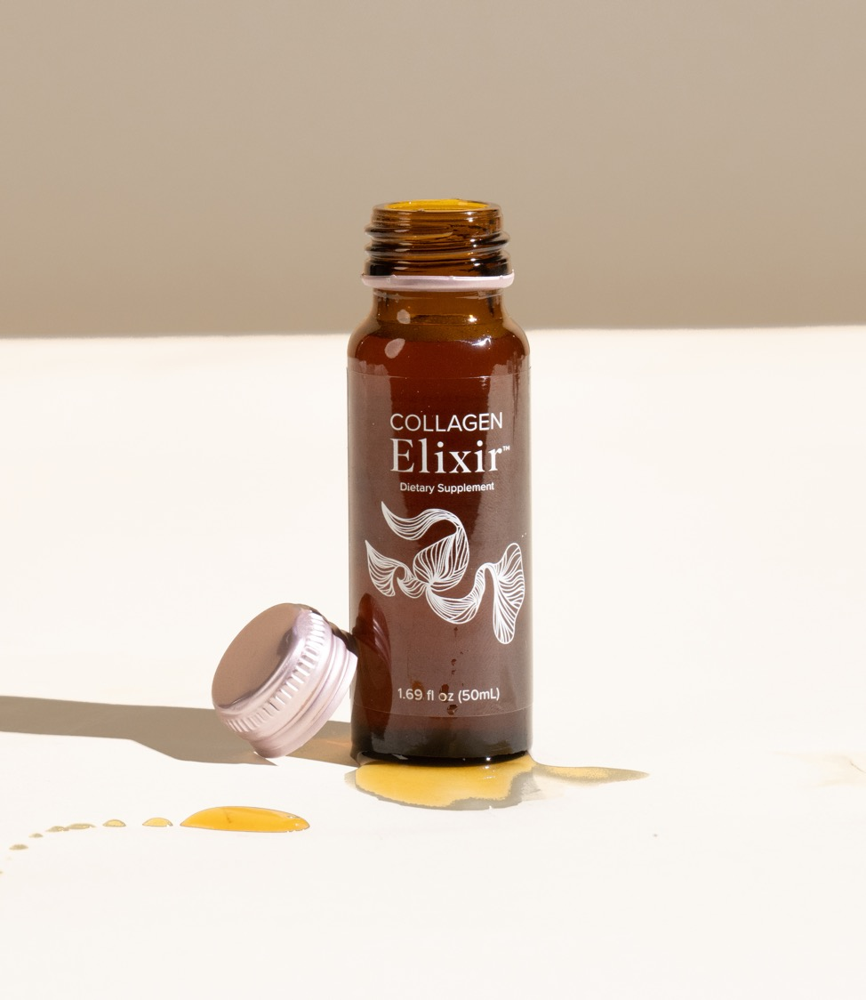 COLLAGEN
Elixir™
Dietary Supplement
1.69 fl oz (50mL)